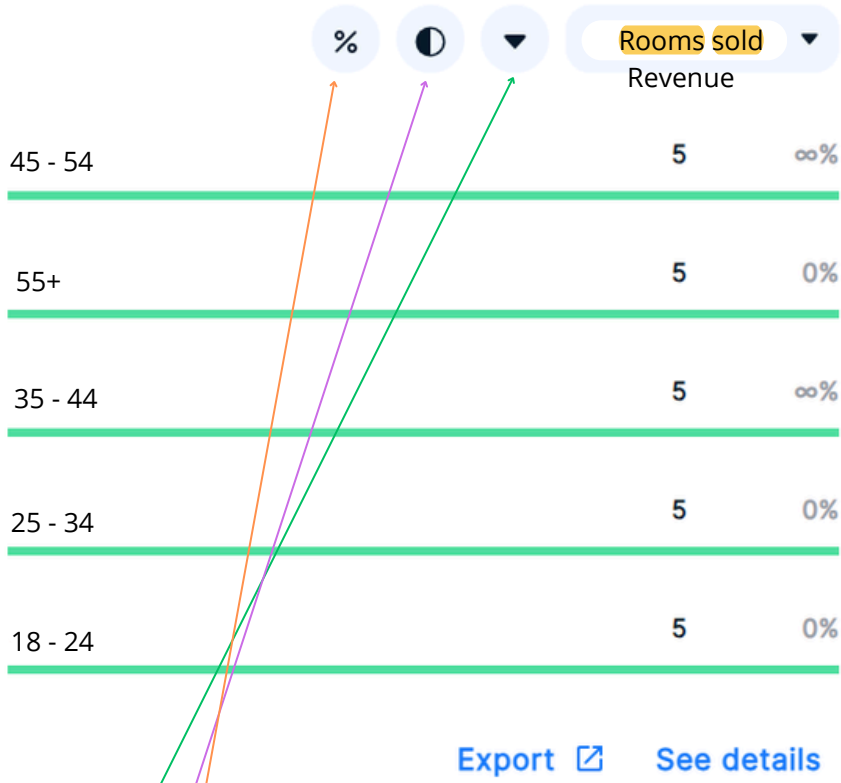 % Rooms sold
Revenue
45 - 54 5 ∞%
55+ 5 0%
35 - 44 5 ∞%
25 - 34 5 0%
18 - 24 5 0%
Export See details